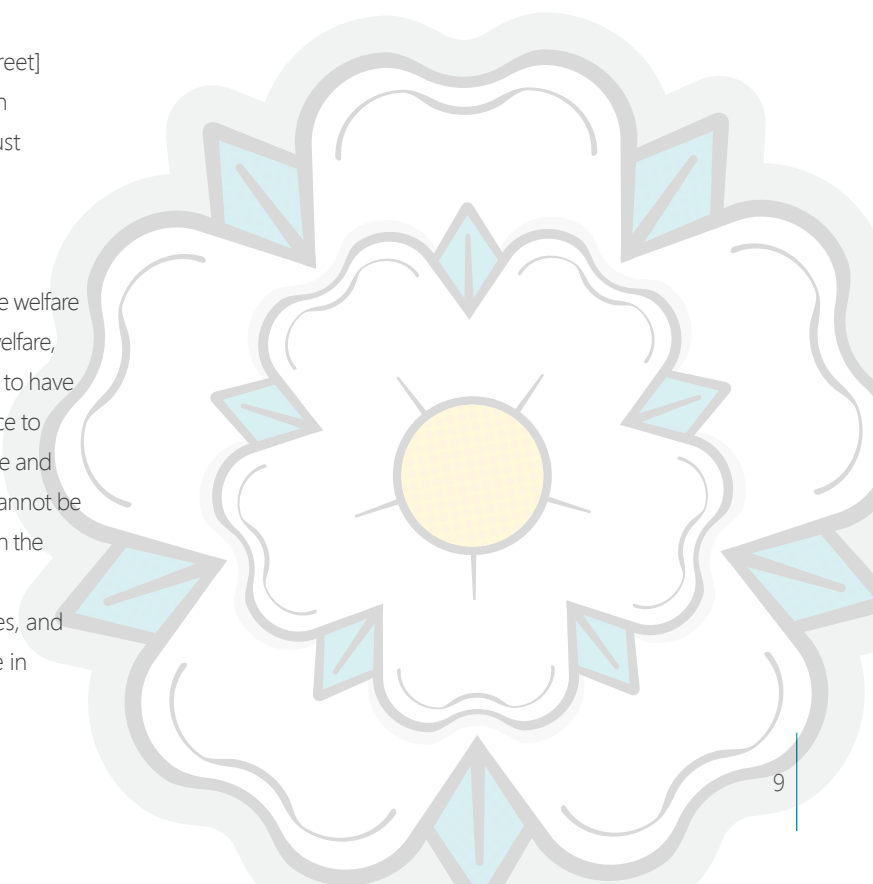 reet]
n
ust
e welfare
elfare,
to have
ce to
e and
annot be
n the
es, and
e in
9